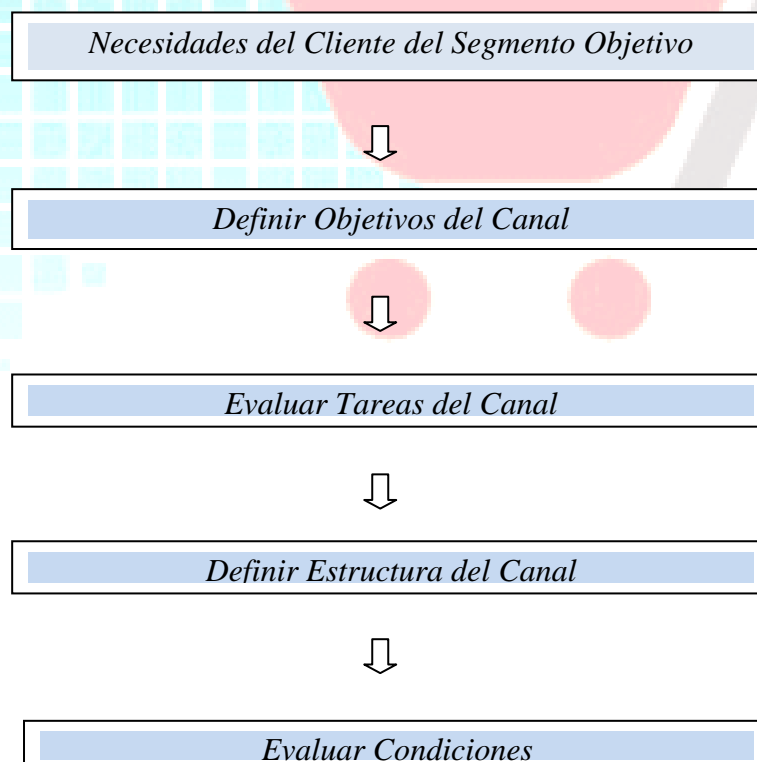 Necesidades del Cliente del Segmento Objetivo
Definir Objetivos del Canal
Evaluar Tareas del Canal
Definir Estructura del Canal
Evaluar Condiciones